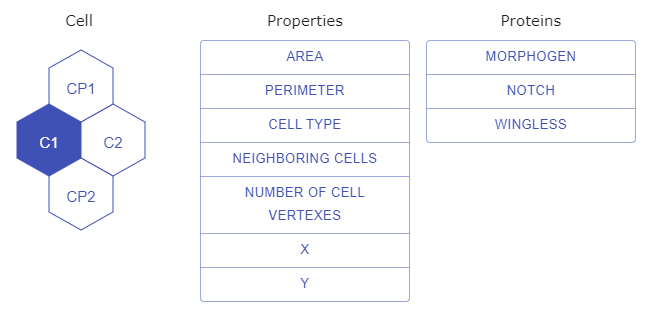 Cell
Properties
Proteins
CP1
C1
C2
CP2
AREA
PERIMETER
CELL TYPE
NEIGHBORING CELLS
NUMBER OF CELL
VERTEXES
X
Y
MORPHOGEN
NOTCH
WINGLESS